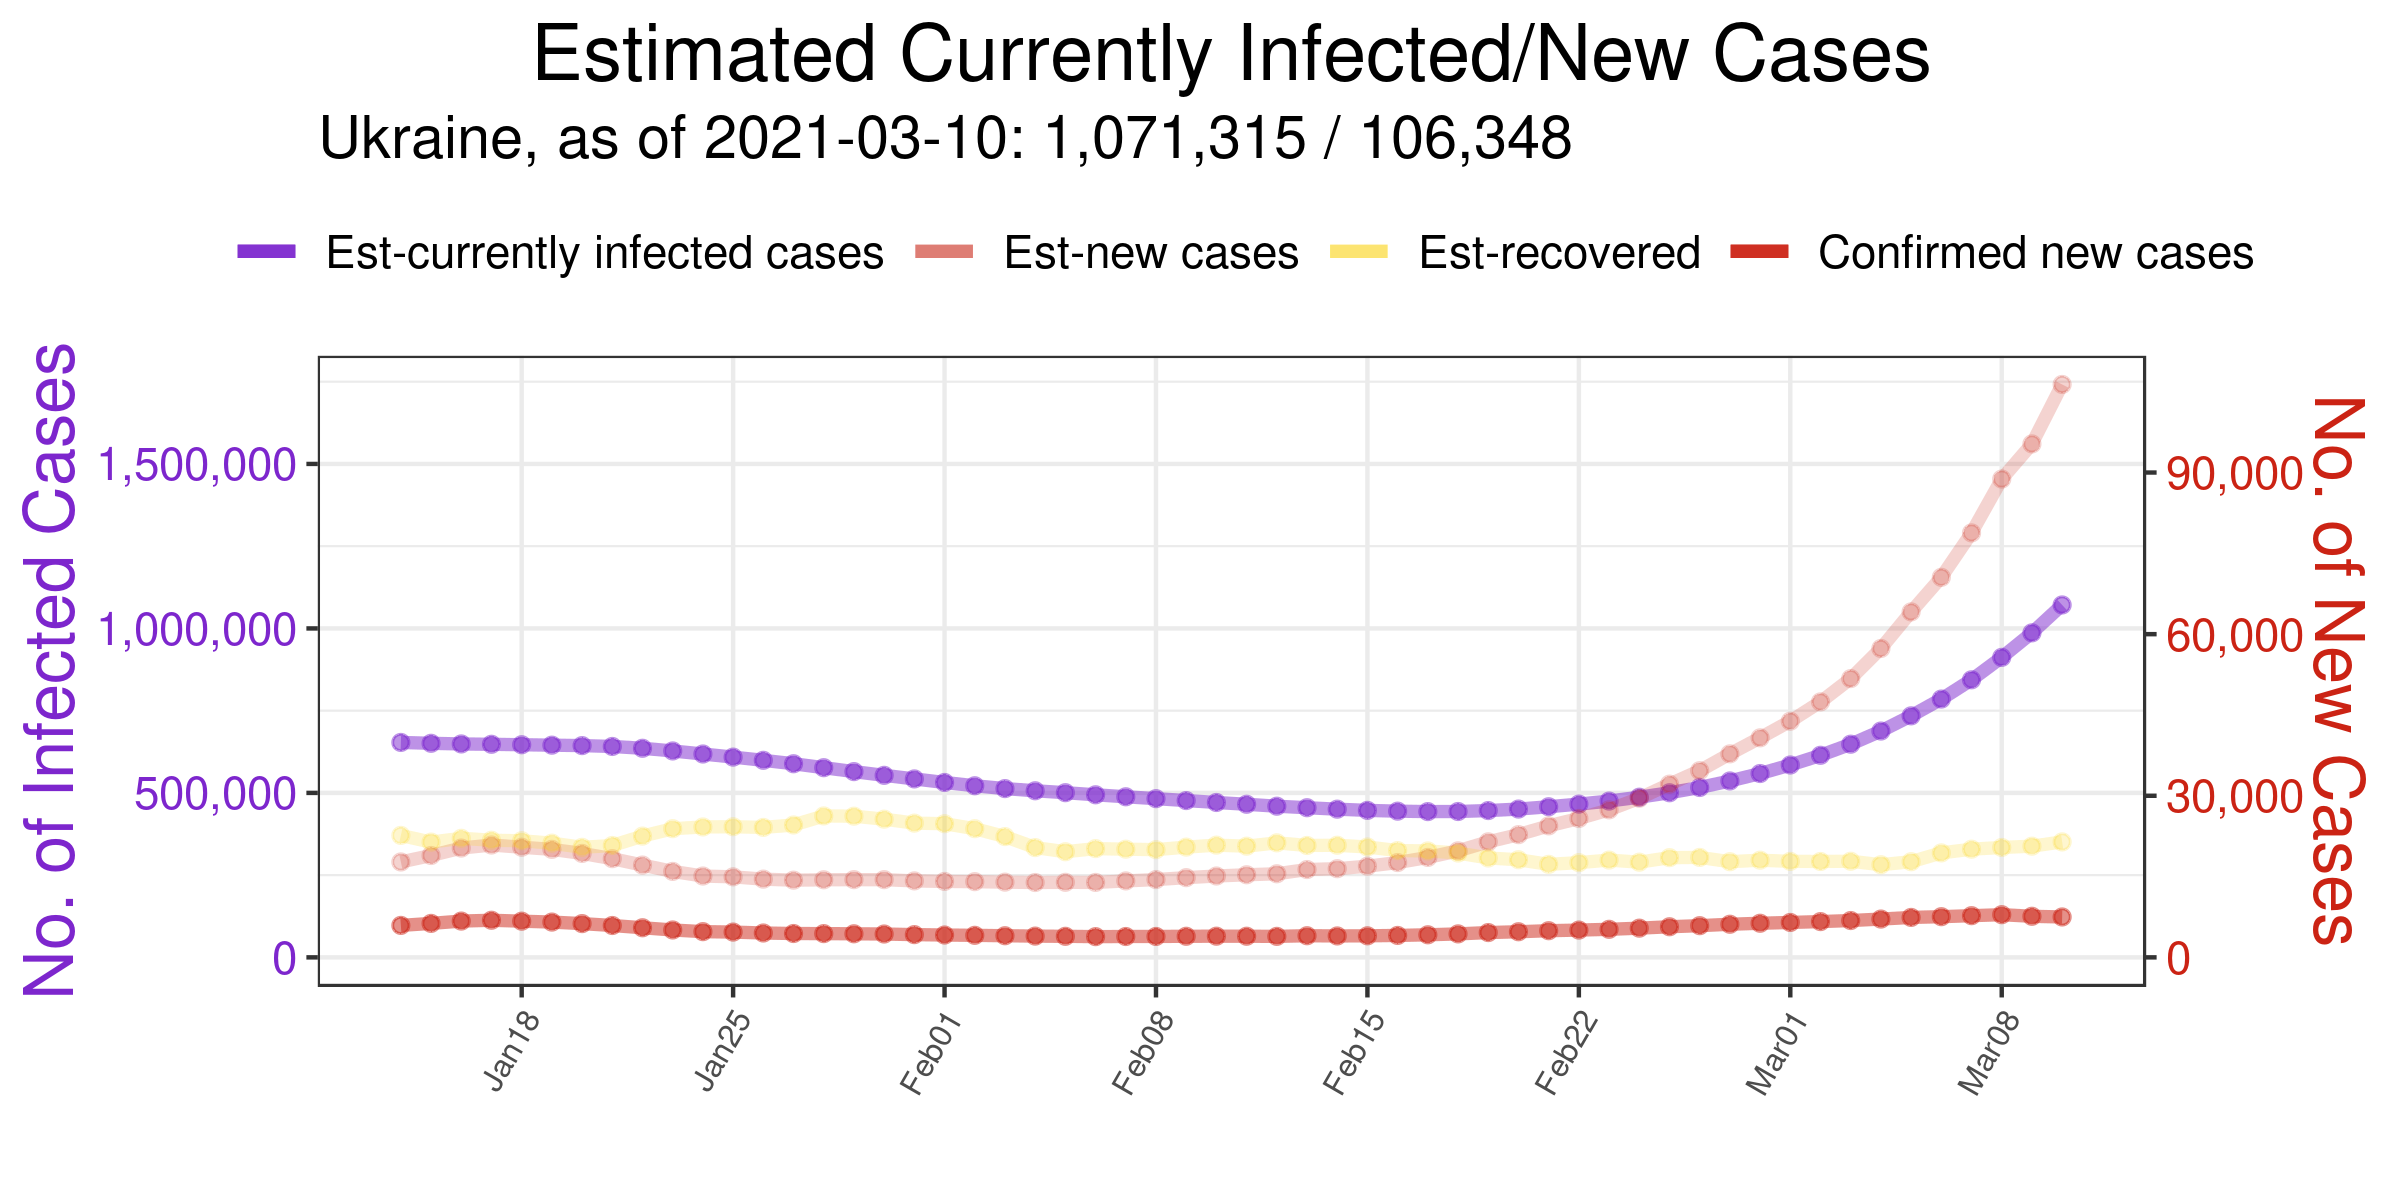 Estimated Currently Infected/New Cases
Ukraine, as of 2021-03-10: 1,071,315 / 106,348
Est-currently infected cases Est-new cases Est-recovered Confirmed new cases
No. of Infected Cases
1,500,000
1,000,000
500,000
0
90,000
60,000
30,000
0
No. of New Cases
Jan18 Jan25 Feb01 Feb08 Feb15 Feb22 Mar01 Mar08